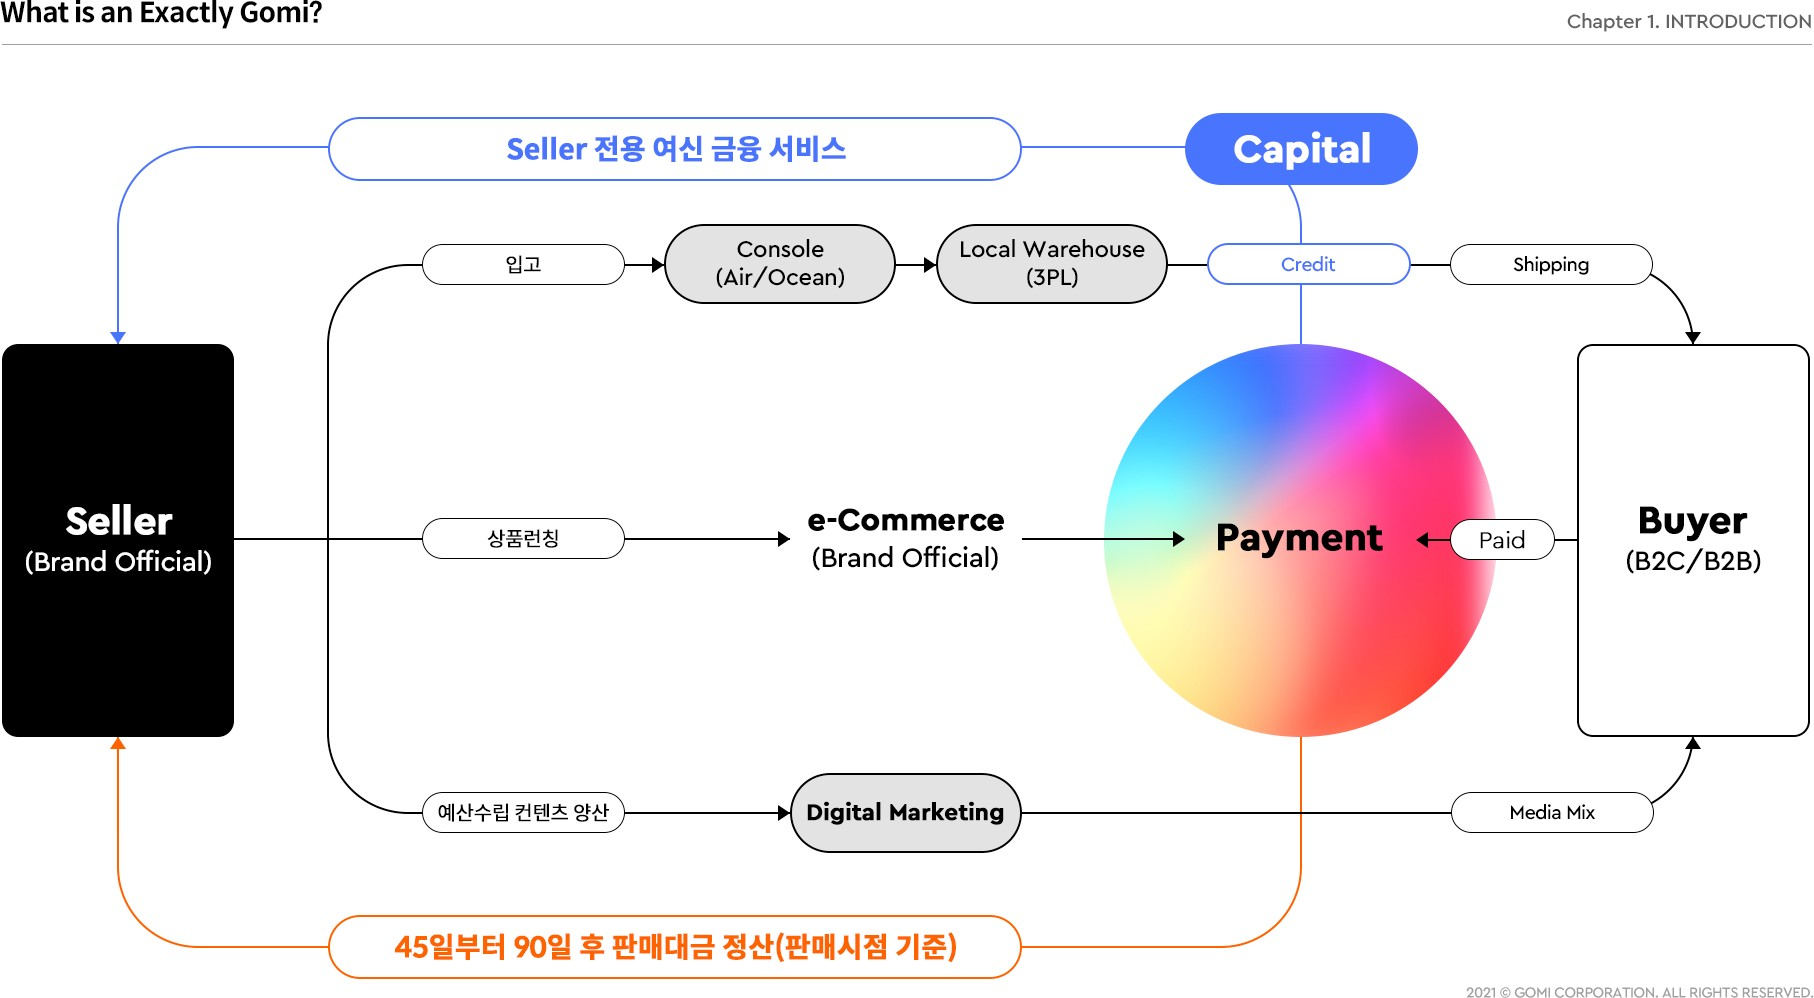 What is an Exactly Gomi?
Chapter 1. INTRODUCTION
Seller 전용 여신 금융 서비스
Capital
입고
Console
(Air/Ocean)
Local Warehouse
(3PL)
Credit
Shipping
Seller
(Brand Official)
상품런칭
e-Commerce
(Brand Official)
Payment
Paid
Buyer
(B2C/B2B)
예산수립 컨텐츠 양산
Digital Marketing
Media Mix
45일부터 90일 후 판매대금 정산(판매시점 기준)
2021 © GOMI CORPORATION. ALL RIGHTS RESERVED.